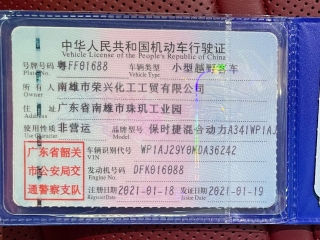 中华人民共和国机动车行驶证
Vehicle License of the People's Republic of China
号牌号码 粤FF01688 车辆类型 小型越野客车
Plate No. Vehicle Type
所有人 南雄市荣兴化工工贸有限公司
Owner
住址 广东省南雄市珠玑工业园
Address
使用性质 非营运 品牌型号 保时捷混合动力A341WP1AJ
Use Character Model
广东省韶关市公安局交通警察支队
车辆识别代号 WP1AJ29Y0MDA36242
VIN
发动机号码 DFK016088
Engine No.
注册日期 2021-01-18 发证日期 2021-01-19
Register Date Issue Date